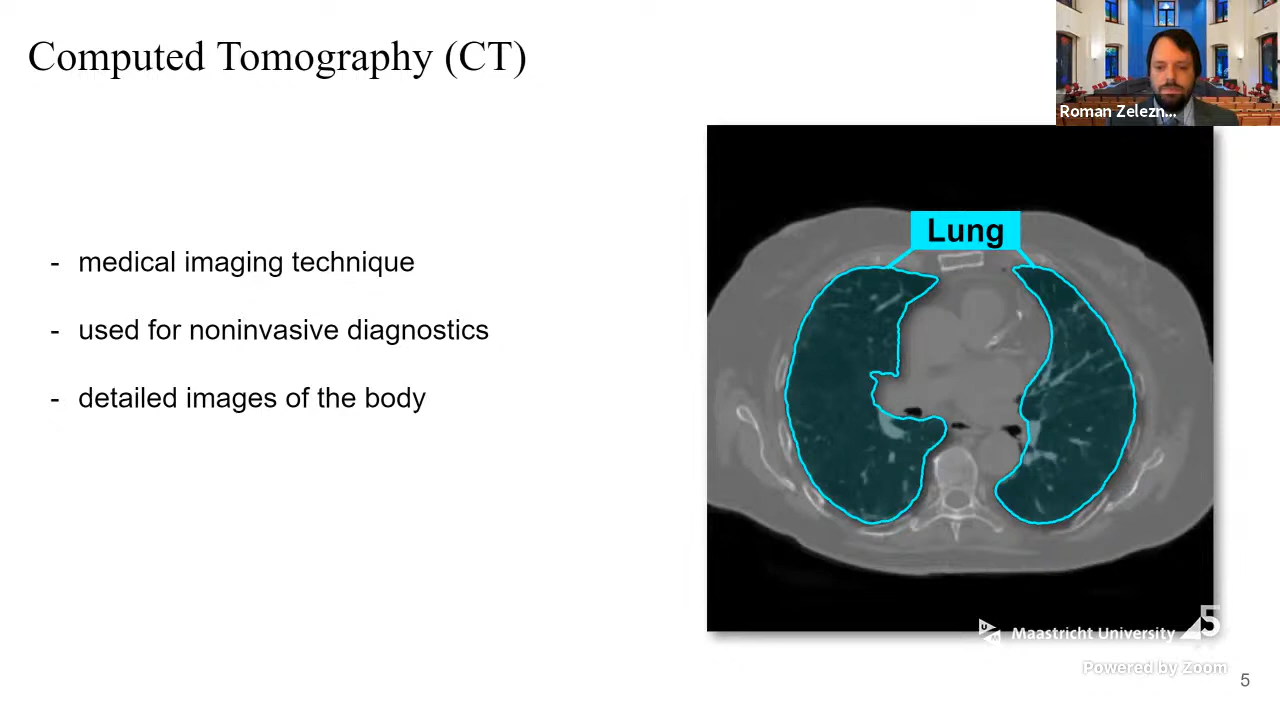 Computed Tomography (CT)
Roman Zelezn...
Lung
- medical imaging technique
- used for noninvasive diagnostics
- detailed images of the body
UM Maastricht University
5
Powered by Zoom
5